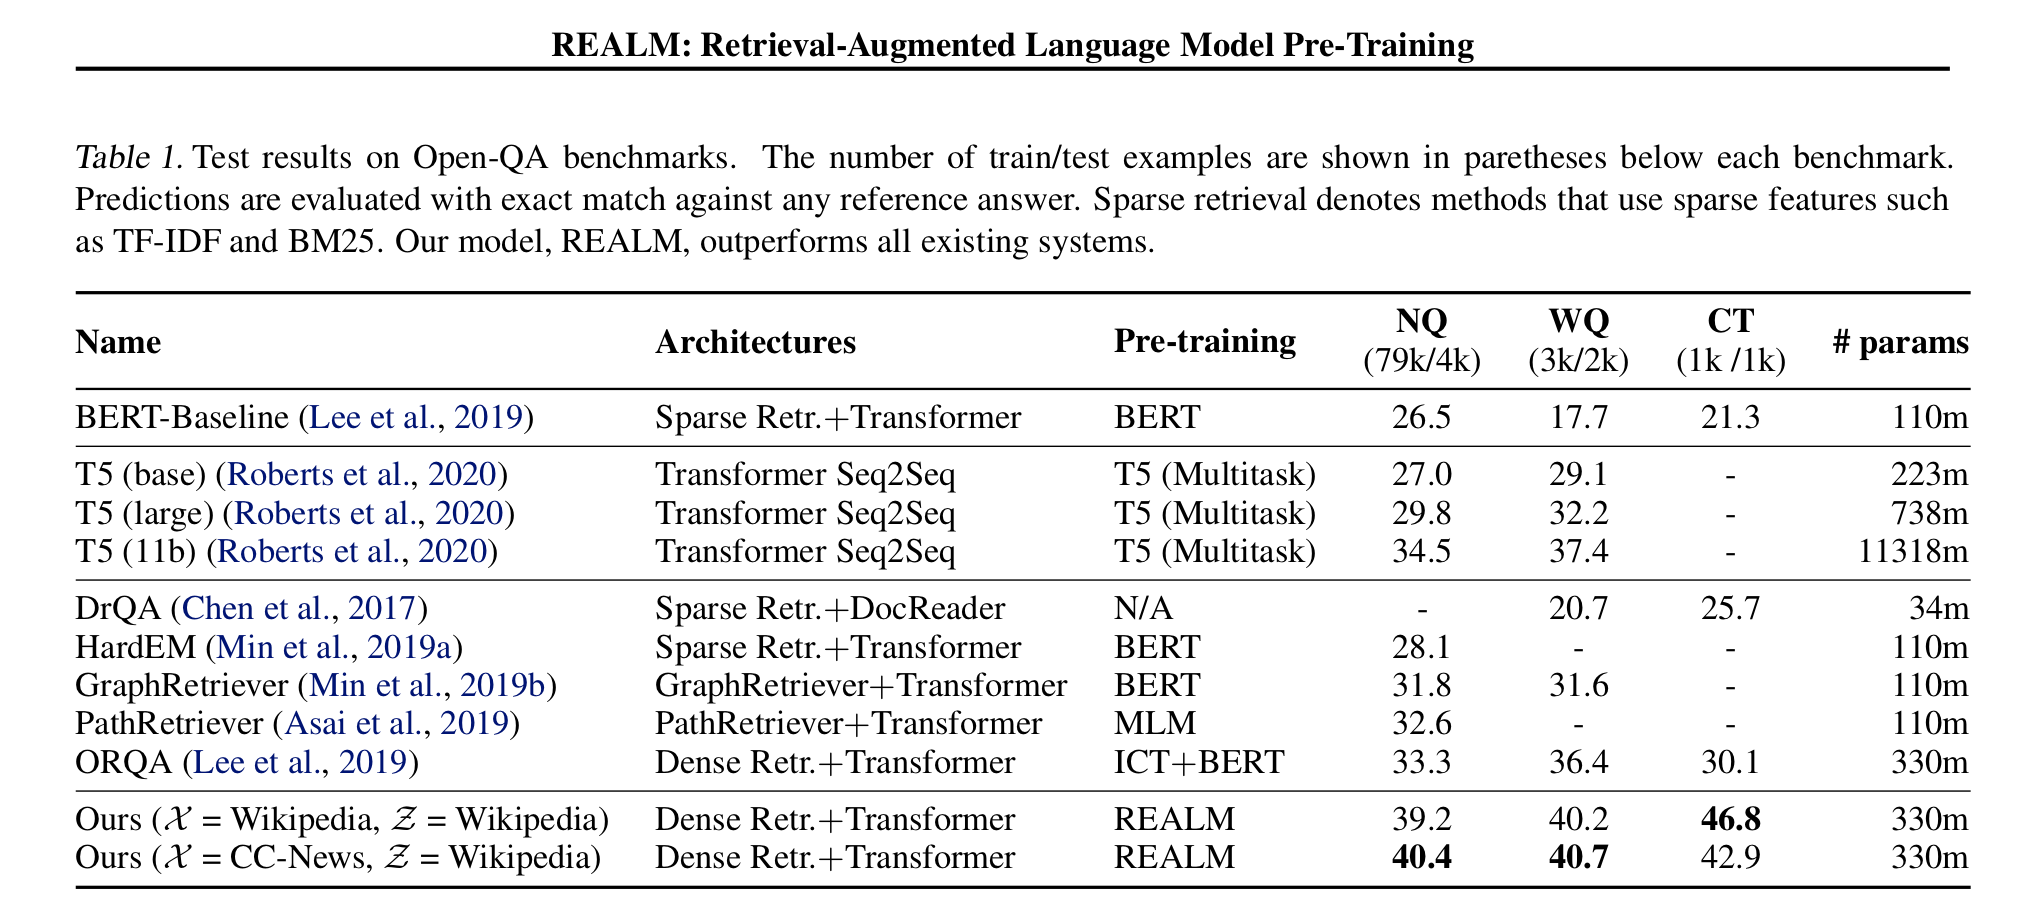 REALM: Retrieval-Augmented Language Model Pre-Training
Table 1. Test results on Open-QA benchmarks. The number of train/test examples are shown in paretheses below each benchmark.
Predictions are evaluated with exact match against any reference answer. Sparse retrieval denotes methods that use sparse features such
as TF-IDF and BM25. Our model, REALM, outperforms all existing systems.
Name Architectures Pre-training NQ (79k/4k) WQ (3k/2k) CT (1k /1k) # params
BERT-Baseline (Lee et al., 2019) Sparse Retr.+Transformer BERT 26.5 17.7 21.3 110m
T5 (base) (Roberts et al., 2020) Transformer Seq2Seq T5 (Multitask) 27.0 29.1 - 223m
T5 (large) (Roberts et al., 2020) Transformer Seq2Seq T5 (Multitask) 29.8 32.2 - 738m
T5 (11b) (Roberts et al., 2020) Transformer Seq2Seq T5 (Multitask) 34.5 37.4 - 11318m
DrQA (Chen et al., 2017) Sparse Retr.+DocReader N/A - 20.7 25.7 34m
HardEM (Min et al., 2019a) Sparse Retr.+Transformer BERT 28.1 - - 110m
GraphRetriever (Min et al., 2019b) GraphRetriever+Transformer BERT 31.8 31.6 - 110m
PathRetriever (Asai et al., 2019) PathRetriever+Transformer MLM 32.6 - - 110m
ORQA (Lee et al., 2019) Dense Retr.+Transformer ICT+BERT 33.3 36.4 30.1 330m
Ours (𝒳 = Wikipedia, 𝒵 = Wikipedia) Dense Retr.+Transformer REALM 39.2 40.2 46.8 330m
Ours (𝒳 = CC-News, 𝒵 = Wikipedia) Dense Retr.+Transformer REALM 40.4 40.7 42.9 330m